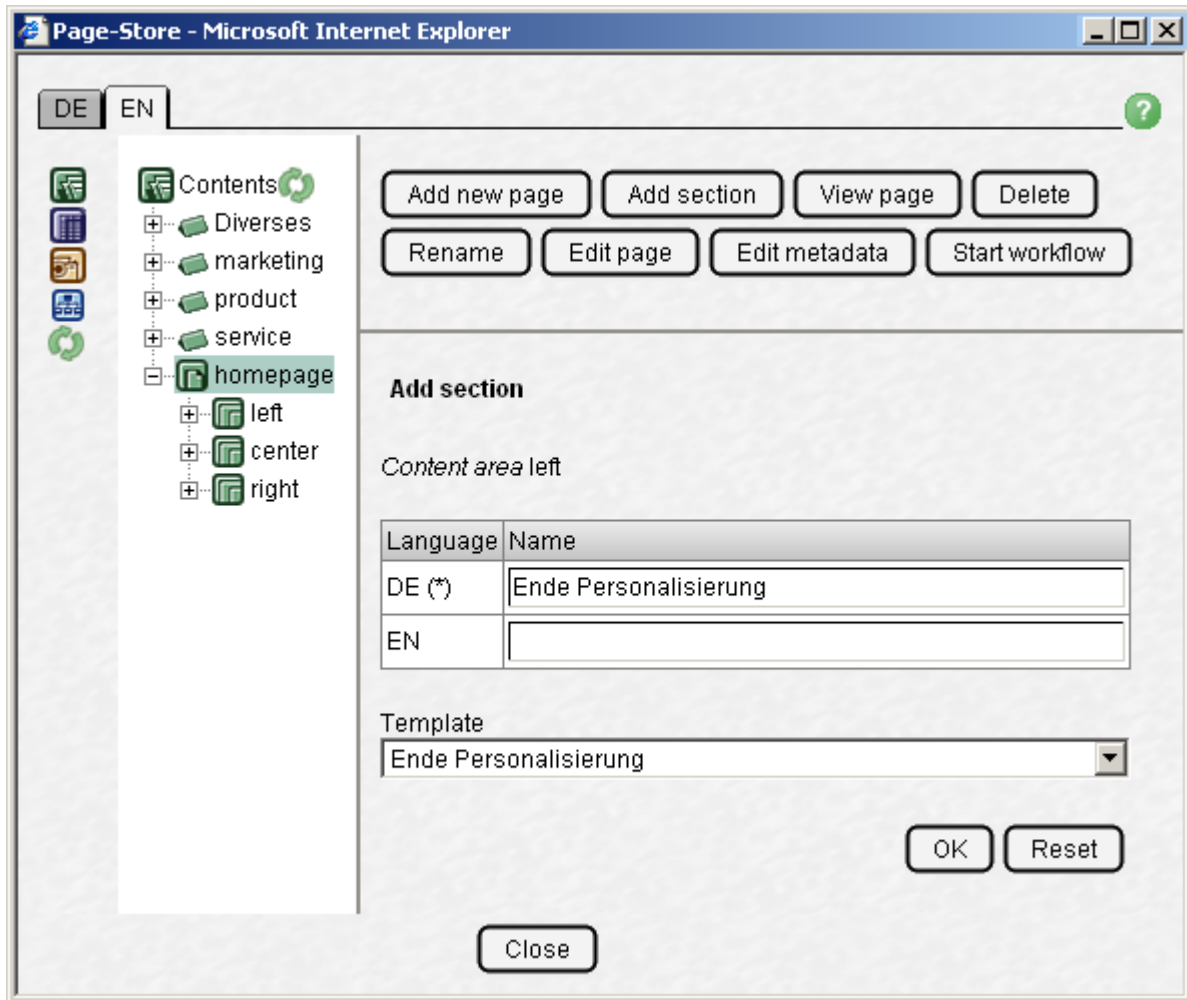 Page-Store - Microsoft Internet Explorer
DE EN
?
Contents
Diverses
marketing
product
service
homepage
left
center
right
Add new page Add section View page Delete
Rename Edit page Edit metadata Start workflow
Add section
Content area left
Language Name
DE (*) Ende Personalisierung
EN
Template
Ende Personalisierung
OK Reset
Close